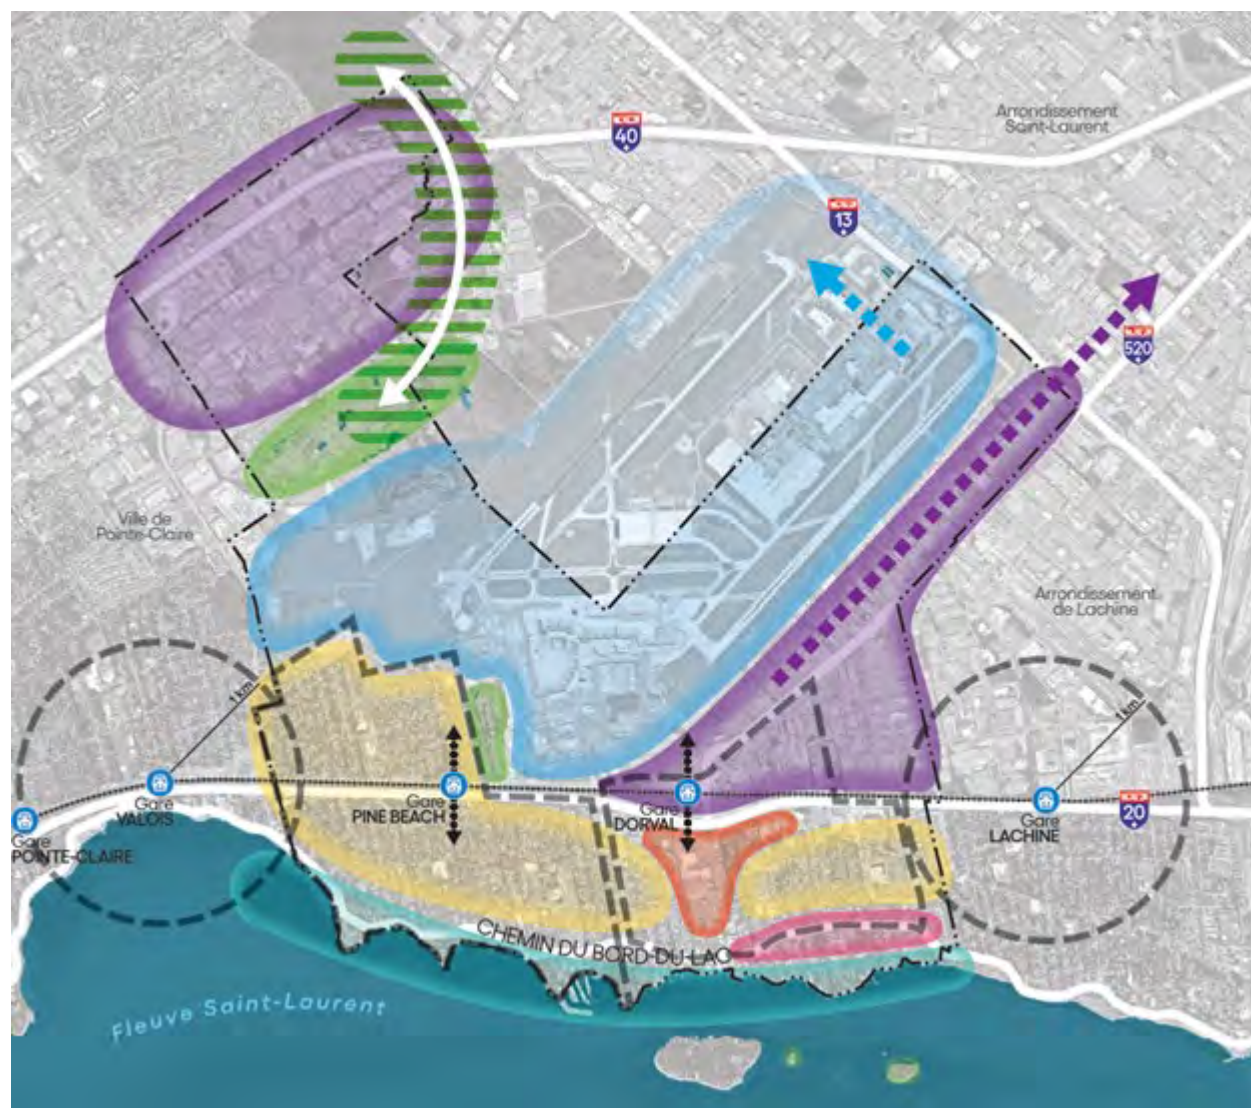 Arrondissement
Saint-Laurent
40
13
520
Ville de
Pointe-Claire
Arrondissement
de Lachine
1 km
1 km
Gare
VALOIS
Gare
PINE BEACH
Gare
DORVAL
Gare
LACHINE
20
Gare
POINTE-CLAIRE
CHEMIN DU BORD-DU-LAC
Fleuve Saint-Laurent